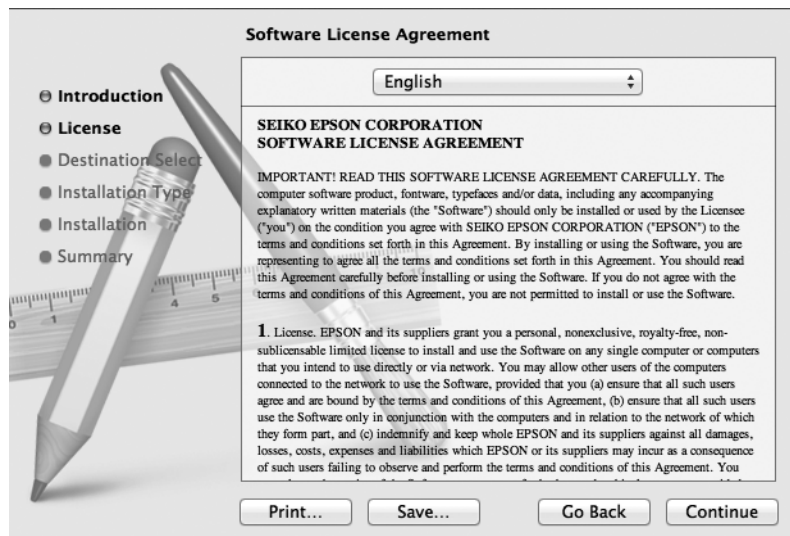 Software License Agreement
Introduction
License
Destination Select
Installation Type
Installation
Summary
English
SEIKO EPSON CORPORATION
SOFTWARE LICENSE AGREEMENT
IMPORTANT! READ THIS SOFTWARE LICENSE AGREEMENT CAREFULLY. The
computer software product, fontware, typefaces and/or data, including any accompanying
explanatory written materials (the "Software") should only be installed or used by the Licensee
("you") on the condition you agree with SEIKO EPSON CORPORATION ("EPSON") to the
terms and conditions set forth in this Agreement. By installing or using the Software, you are
representing to agree all the terms and conditions set forth in this Agreement. You should read
this Agreement carefully before installing or using the Software. If you do not agree with the
terms and conditions of this Agreement, you are not permitted to install or use the Software.
1. License. EPSON and its suppliers grant you a personal, nonexclusive, royalty-free, non-
sublicensable limited license to install and use the Software on any single computer or computers
that you intend to use directly or via network. You may allow other users of the computers
connected to the network to use the Software, provided that you (a) ensure that all such users
agree and are bound by the terms and conditions of this Agreement, (b) ensure that all such users
use the Software only in conjunction with the computers and in relation to the network of which
they form part, and (c) indemnify and keep whole EPSON and its suppliers against all damages,
losses, costs, expenses and liabilities which EPSON or its suppliers may incur as a consequence
of such users failing to observe and perform the terms and conditions of this Agreement. You
0 1 4 5 10
Print...
Save...
Go Back
Continue